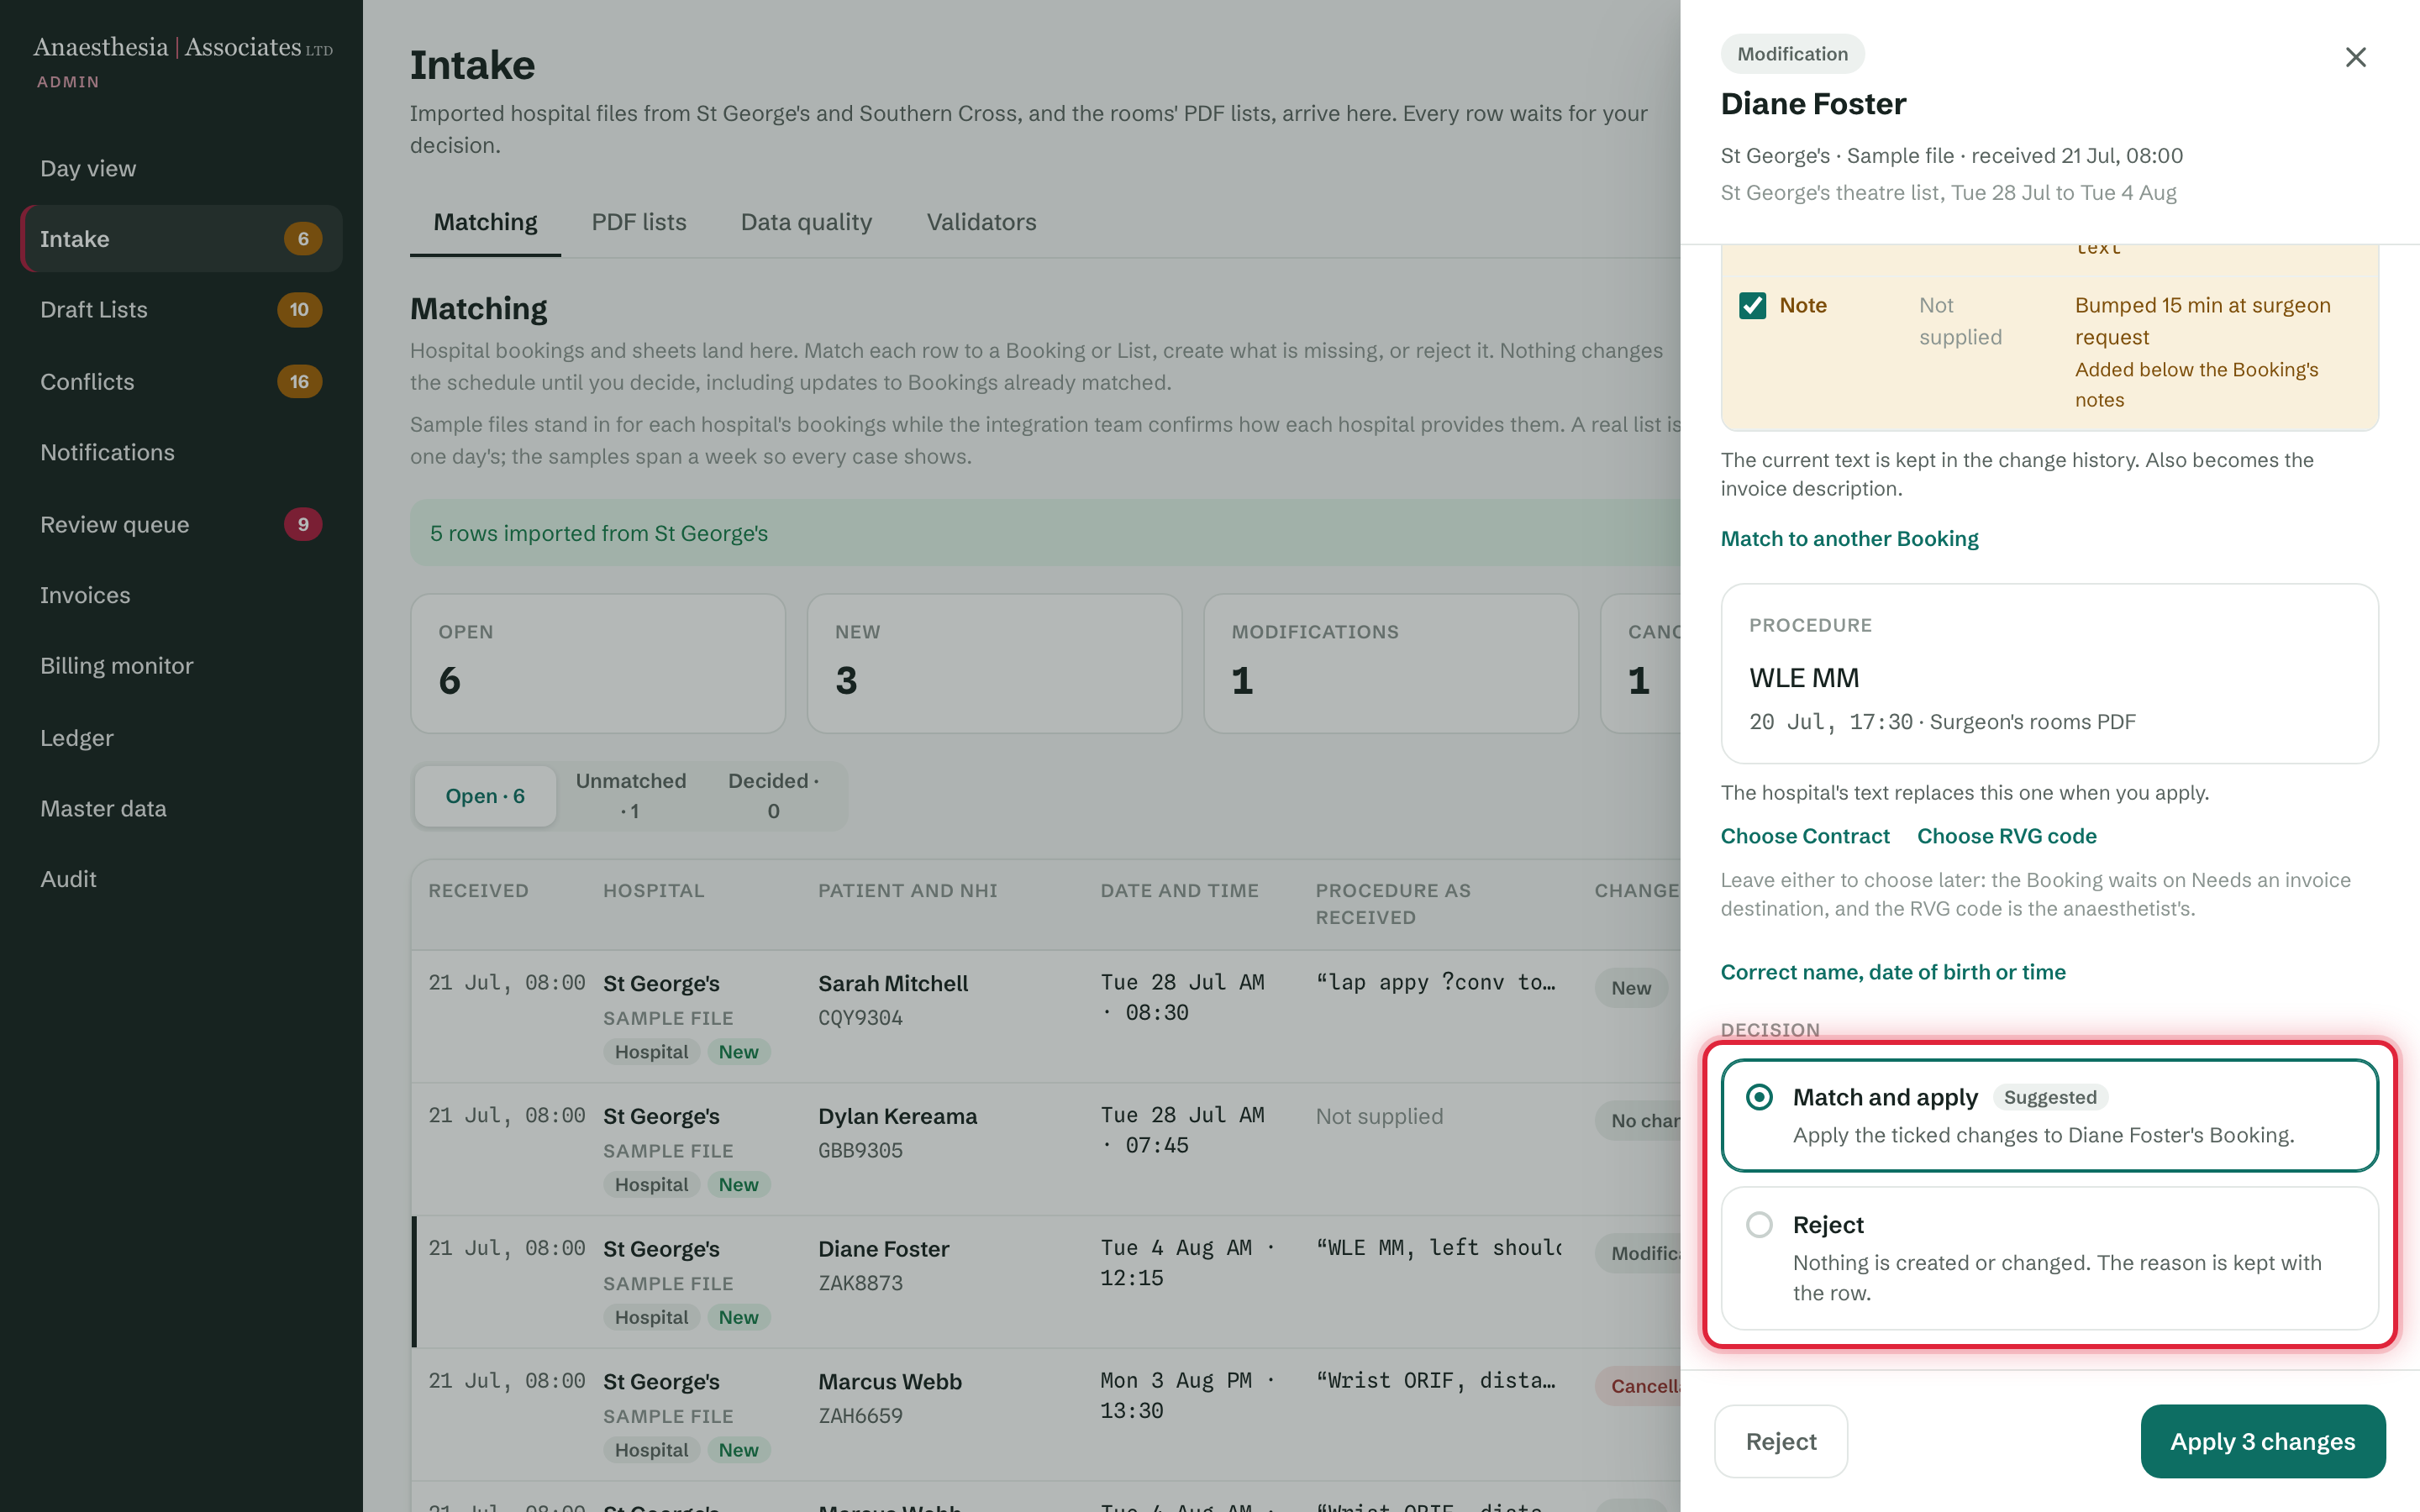 Anaesthesia | Associates LTD
ADMIN
Day view
Intake 6
Draft Lists 10
Conflicts 16
Notifications
Review queue 9
Invoices
Billing monitor
Ledger
Master data
Audit
Intake
Imported hospital files from St George's and Southern Cross, and the rooms' PDF lists, arrive here. Every row waits for your
decision.
Matching PDF lists Data quality Validators
Matching
Hospital bookings and sheets land here. Match each row to a Booking or List, create what is missing, or reject it. Nothing changes
the schedule until you decide, including updates to Bookings already matched.
Sample files stand in for each hospital's bookings while the integration team confirms how each hospital provides them. A real list is
one day's; the samples span a week so every case shows.
5 rows imported from St George's
OPEN NEW MODIFICATIONS CANC
6 3 1 1
Open · 6
Unmatched
· 1
Decided ·
0
RECEIVED HOSPITAL PATIENT AND NHI DATE AND TIME PROCEDURE AS CHANGE
RECEIVED
21 Jul, 08:00 St George's Sarah Mitchell Tue 28 Jul AM “lap appy ?conv to… New
SAMPLE FILE CQY9304 · 08:30
Hospital New
21 Jul, 08:00 St George's Dylan Kereama Tue 28 Jul AM Not supplied No chan
SAMPLE FILE GBB9305 · 07:45
Hospital New
21 Jul, 08:00 St George's Diane Foster Tue 4 Aug AM · “WLE MM, left should Modifica
SAMPLE FILE ZAK8873 12:15
Hospital New
21 Jul, 08:00 St George's Marcus Webb Mon 3 Aug PM · “Wrist ORIF, dista… Cancella
SAMPLE FILE ZAH6659 13:30
Hospital New
Modification
Diane Foster
St George's · Sample file · received 21 Jul, 08:00
St George's theatre list, Tue 28 Jul to Tue 4 Aug
text
Note Not Bumped 15 min at surgeon
supplied request
Added below the Booking's
notes
The current text is kept in the change history. Also becomes the
invoice description.
Match to another Booking
PROCEDURE
WLE MM
20 Jul, 17:30 · Surgeon's rooms PDF
The hospital's text replaces this one when you apply.
Choose Contract Choose RVG code
Leave either to choose later: the Booking waits on Needs an invoice
destination, and the RVG code is the anaesthetist's.
Correct name, date of birth or time
DECISION
Match and apply Suggested
Apply the ticked changes to Diane Foster's Booking.
Reject
Nothing is created or changed. The reason is kept with
the row.
Reject Apply 3 changes